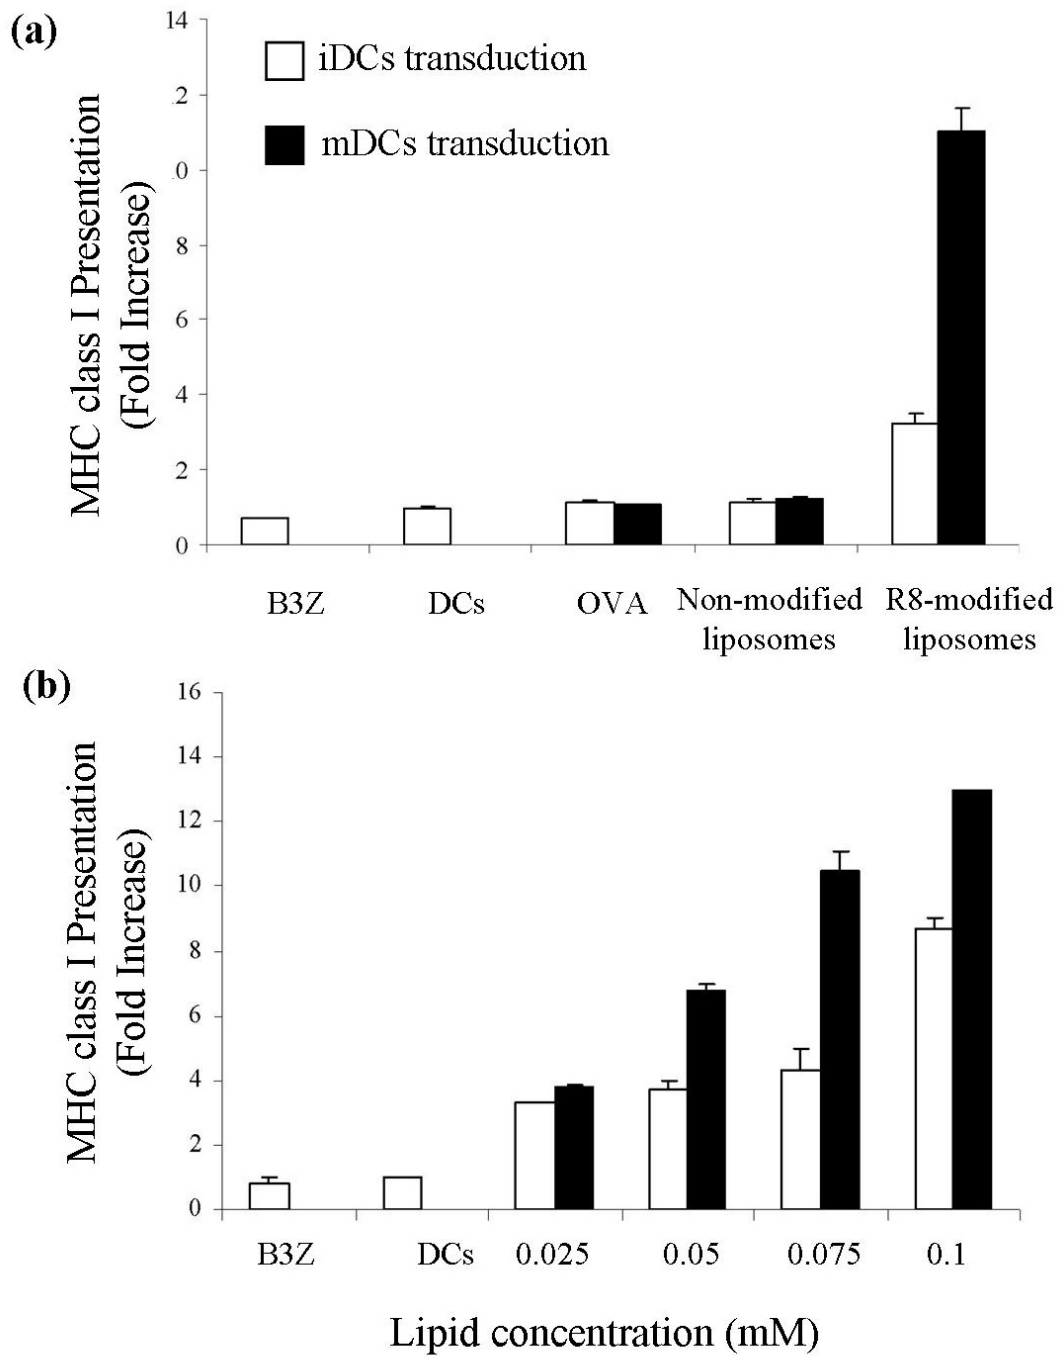 (a)
MHC class I Presentation
(Fold Increase)
14
2
0
8
6
4
2
0
iDCs transduction
mDCs transduction
B3Z
DCs
OVA
Non-modified
liposomes
R8-modified
liposomes
(b)
MHC class I Presentation
(Fold Increase)
16
14
12
10
8
6
4
2
0
B3Z
DCs
0.025
0.05
0.075
0.1
Lipid concentration (mM)